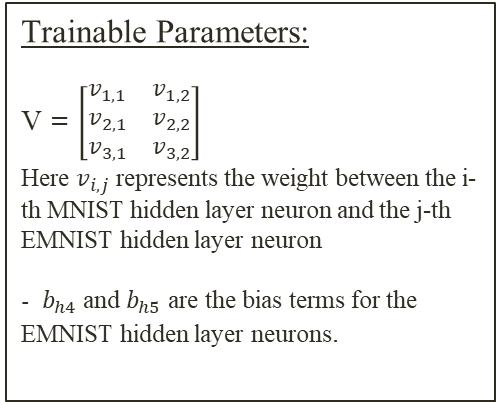 Trainable Parameters:
V = [v1,1 v1,2
v2,1 v2,2
v3,1 v3,2]
Here vi,j represents the weight between the i-
th MNIST hidden layer neuron and the j-th
EMNIST hidden layer neuron
- bh4 and bh5 are the bias terms for the
EMNIST hidden layer neurons.